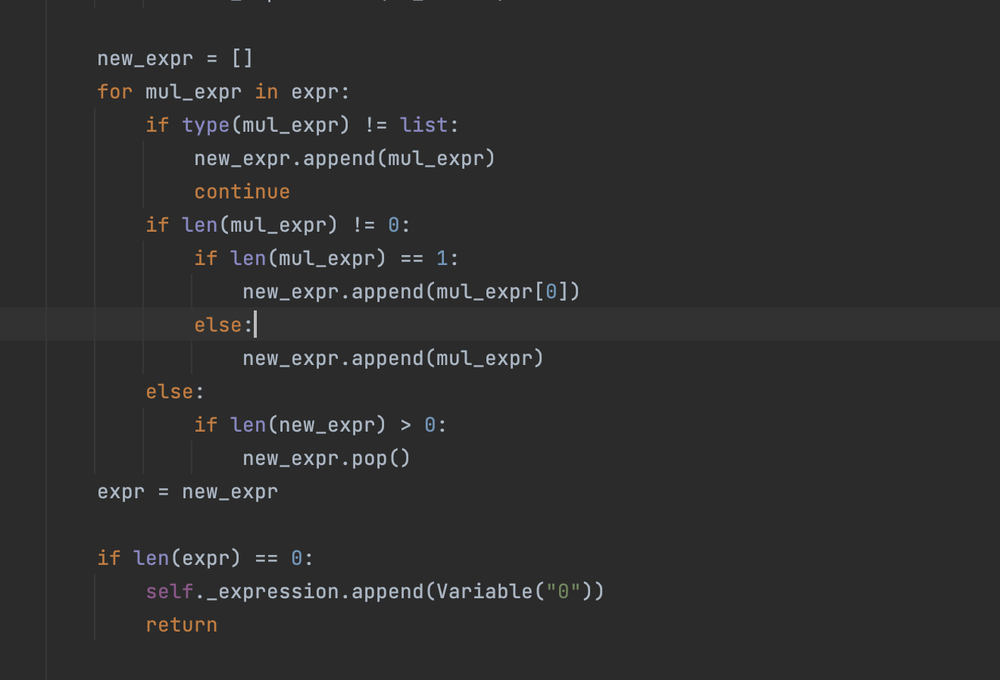 new_expr = []
for mul_expr in expr:
    if type(mul_expr) != list:
        new_expr.append(mul_expr)
        continue
    if len(mul_expr) != 0:
        if len(mul_expr) == 1:
            new_expr.append(mul_expr[0])
        else:
            new_expr.append(mul_expr)
    else:
        if len(new_expr) > 0:
            new_expr.pop()
expr = new_expr
if len(expr) == 0:
    self._expression.append(Variable("0"))
    return